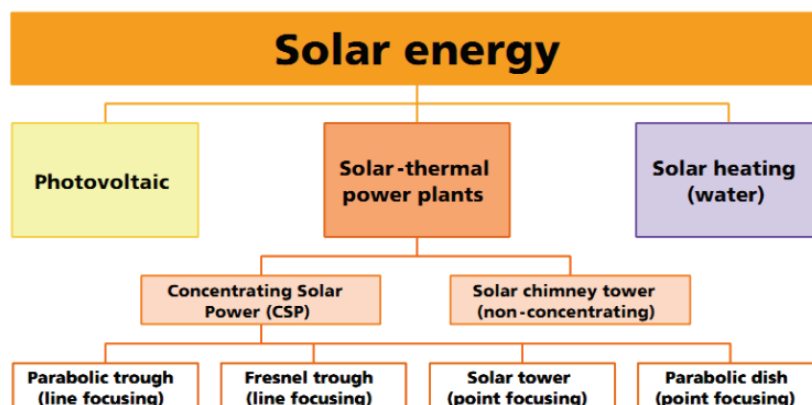 Solar energy
Photovoltaic
Solar-thermal
power plants
Solar heating
(water)
Concentrating Solar
Power (CSP)
Solar chimney tower
(non-concentrating)
Parabolic trough
(line focusing)
Fresnel trough
(line focusing)
Solar tower
(point focusing)
Parabolic dish
(point focusing)